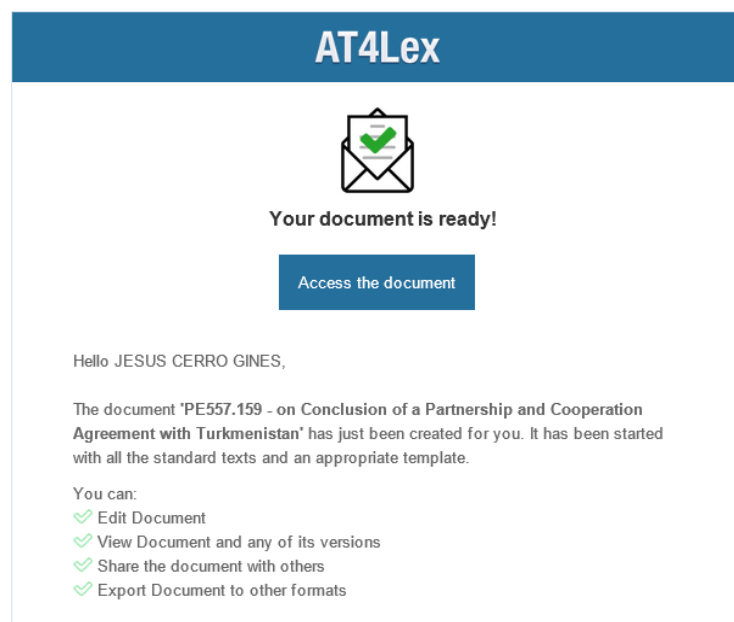 AT4Lex
Your document is ready!
Access the document
Hello JESUS CERRO GINES,
The document 'PE557.159 - on Conclusion of a Partnership and Cooperation
Agreement with Turkmenistan' has just been created for you. It has been started
with all the standard texts and an appropriate template.
You can:
Edit Document
View Document and any of its versions
Share the document with others
Export Document to other formats